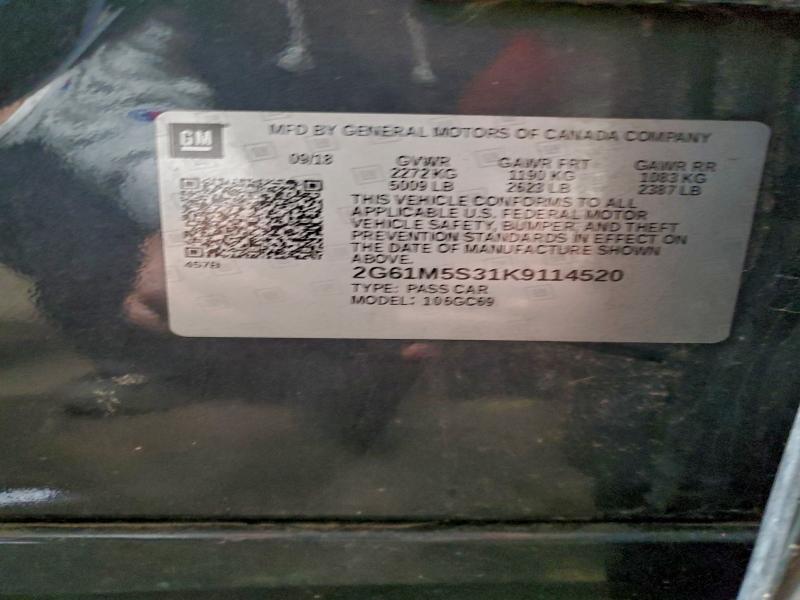 GM
MFD BY GENERAL MOTORS OF CANADA COMPANY
09/18 GVWR GAWR FRT GAWR RR
2272 KG 1190 KG 1083 KG
5009 LB 2623 LB 2387 LB
THIS VEHICLE CONFORMS TO ALL
APPLICABLE U.S. FEDERAL MOTOR
VEHICLE SAFETY, BUMPER, AND THEFT
PREVENTION STANDARDS IN EFFECT ON
THE DATE OF MANUFACTURE SHOWN
ABOVE.
457B
2G61M5S31K9114520
TYPE: PASS CAR
MODEL: 106GC69